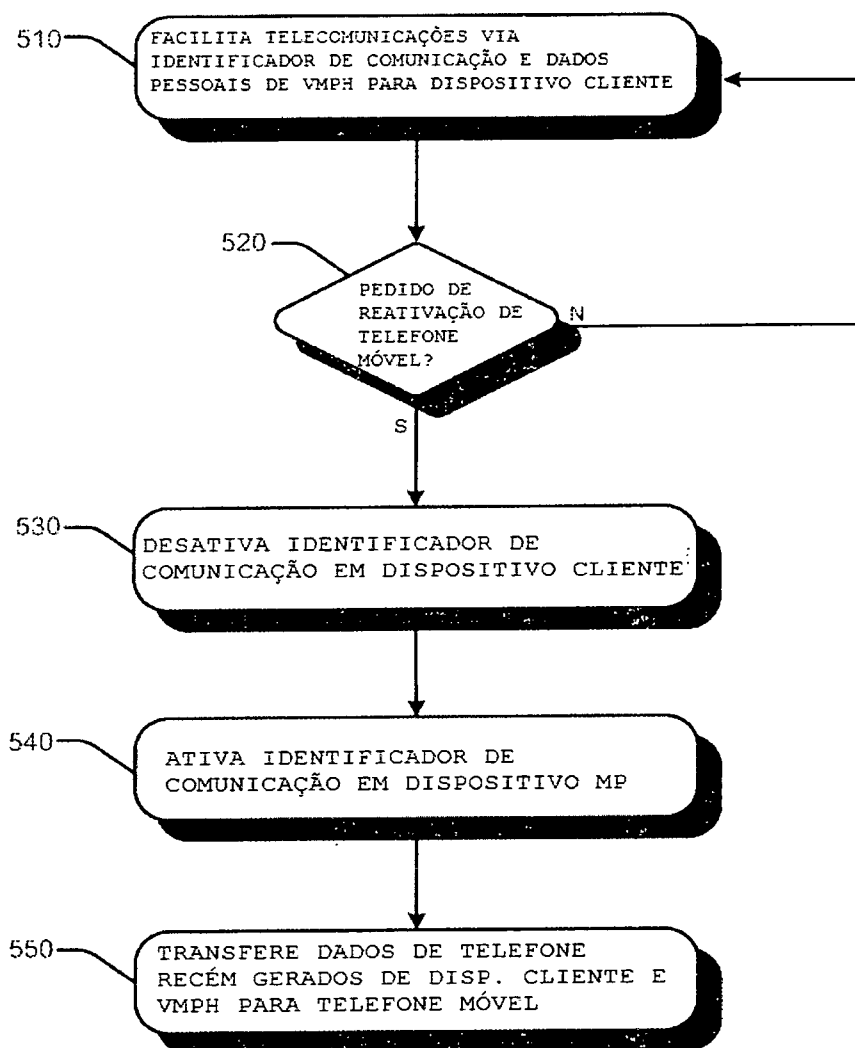 510
FACILITA TELECOMUNICAÇÕES VIA
IDENTIFICADOR DE COMUNICAÇÃO E DADOS
PESSOAIS DE VMPH PARA DISPOSITIVO CLIENTE
520
PEDIDO DE
REATIVAÇÃO DE
TELEFONE
MÓVEL?
N
S
530
DESATIVA IDENTIFICADOR DE
COMUNICAÇÃO EM DISPOSITIVO CLIENTE
540
ATIVA IDENTIFICADOR DE
COMUNICAÇÃO EM DISPOSITIVO MP
550
TRANSFERE DADOS DE TELEFONE
RECÉM GERADOS DE DISP. CLIENTE E
VMPH PARA TELEFONE MÓVEL